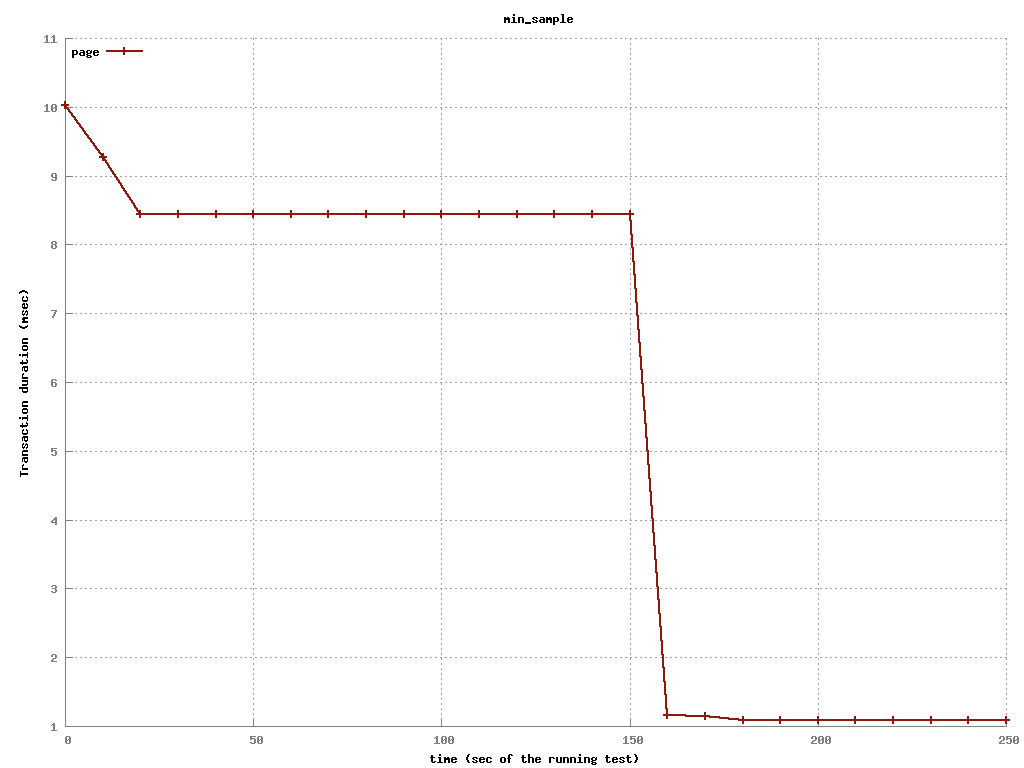 min_sample
page
11
10
9
8
7
6
5
4
3
2
1
Transaction duration (msec)
0 50 100 150 200 250
time (sec of the running test)